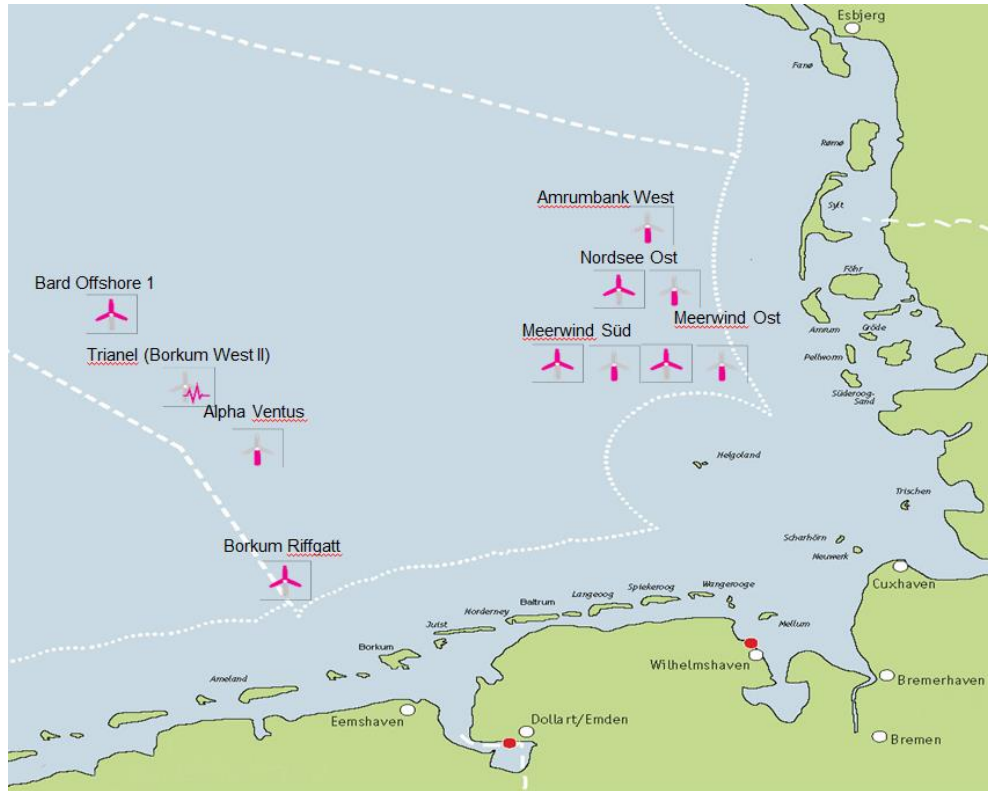 Esbjerg
Fanø
Rømø
Amrumbank West
Sylt
Nordsee Ost
Föhr
Bard Offshore 1
Meerwind Ost
Amrum
Gröde
Meerwind Süd
Trianel (Borkum West II)
Pellworm
Süderoog-
Sand
Alpha Ventus
Helgoland
Trischen
Scharhörn
Borkum Riffgatt
Neuwerk
Cuxhaven
Wangerooge
Spiekeroog
Langeoog
Baltrum
Norderney
Mellum
Juist
Borkum
Wilhelmshaven
Ameland
Bremerhaven
Eemshaven
Dollart/Emden
Bremen